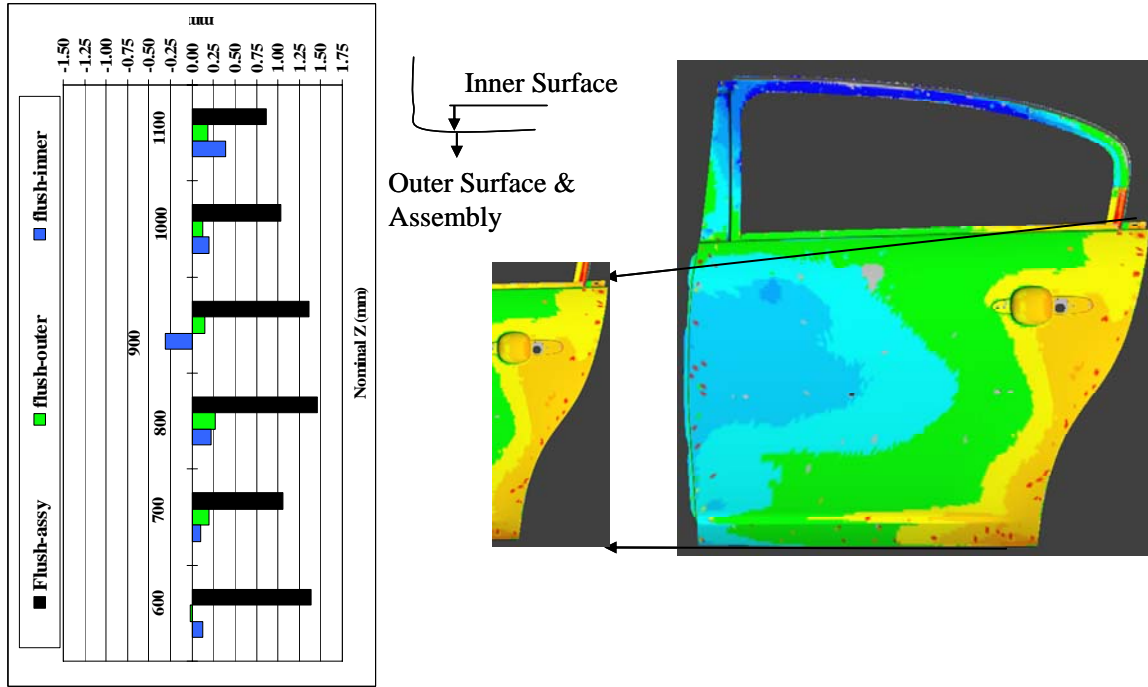 Flush-assy flush-outer flush-inner
-1.50
-1.25
-1.00
-0.75
-0.50
-0.25
0.00
0.25
0.50
0.75
1.00
1.25
1.50
1.75
mm
600 700 800 900 1000 1100
Nominal Z (mm)
Inner Surface
Outer Surface &
Assembly